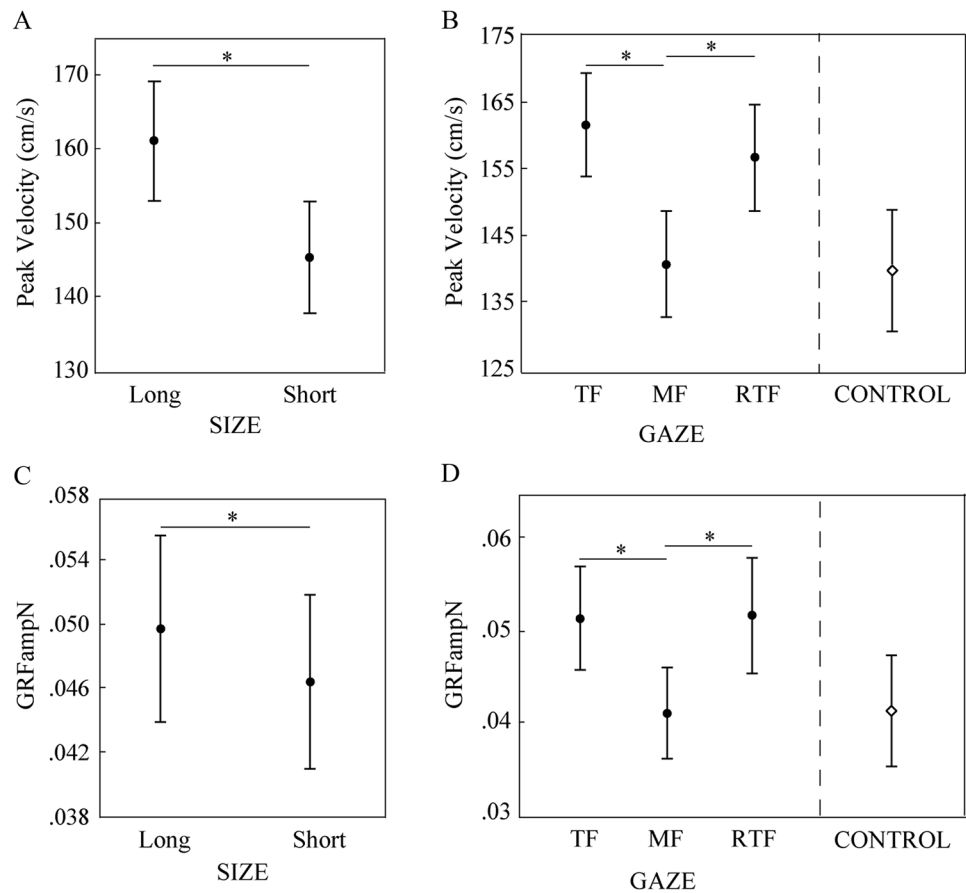 A
Peak Velocity (cm/s)
170
160
150
140
130
*
Long Short
SIZE
B
Peak Velocity (cm/s)
175
165
155
145
135
125
* *
TF MF RTF CONTROL
GAZE
C
GRFampN
.058
.054
.050
.046
.042
.038
*
Long Short
SIZE
D
GRFampN
.06
.05
.04
.03
* *
TF MF RTF CONTROL
GAZE